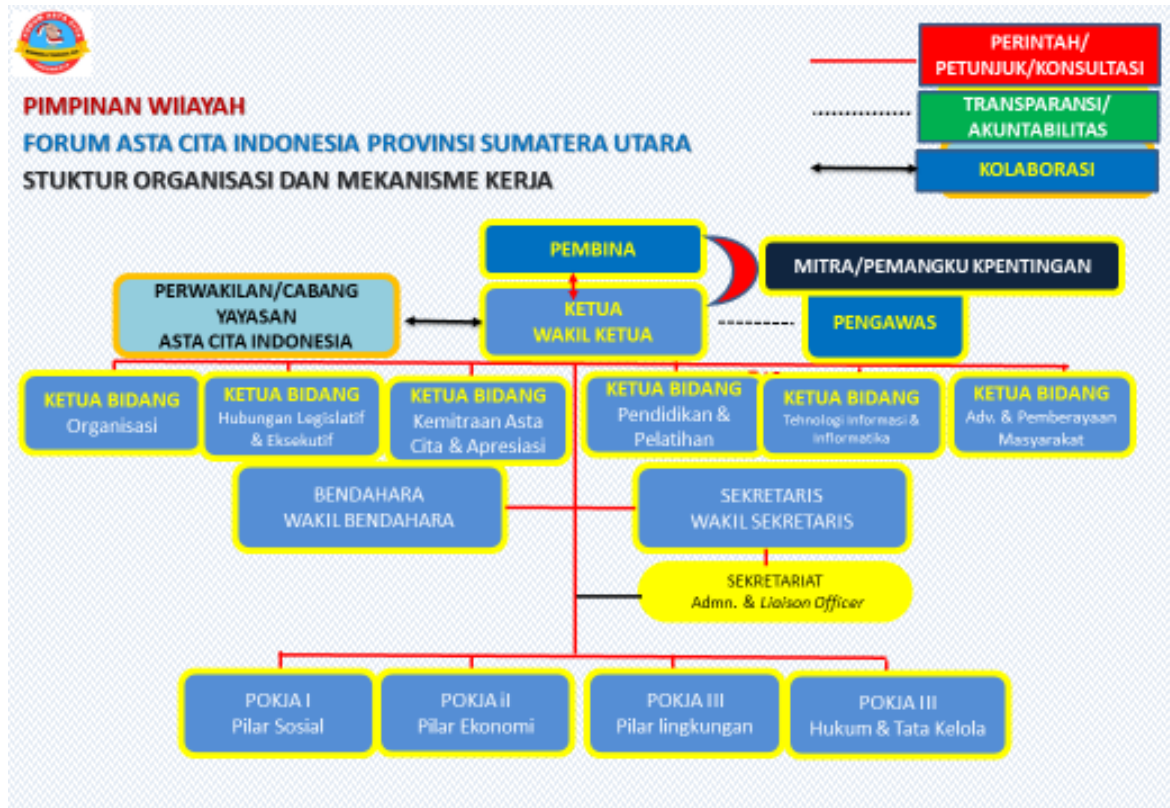 PERINTAH/
PETUNJUK/KONSULTASI
TRANSPARANSI/
AKUNTABILITAS
KOLABORASI
PIMPINAN WIlAYAH
FORUM ASTA CITA INDONESIA PROVINSI SUMATERA UTARA
STUKTUR ORGANISASI DAN MEKANISME KERJA
PEMBINA
MITRA/PEMANGKU KPENTINGAN
PERWAKILAN/CABANG
YAYASAN
ASTA CITA INDONESIA
KETUA
WAKIL KETUA
PENGAWAS
KETUA BIDANG
Organisasi
KETUA BIDANG
Hubungan Legislatif
& Eksekutif
KETUA BIDANG
Kemitraan Asta
Cita & Apresiasi
KETUA BIDANG
Pendidikan &
Pelatihan
KETUA BIDANG
Tehnologi Informasi &
Informatika
KETUA BIDANG
Adv. & Pemberayaan
Masyarakat
BENDAHARA
WAKIL BENDAHARA
SEKRETARIS
WAKIL SEKRETARIS
SEKRETARIAT
Admn. & Liaison Officer
POKJA I
Pilar Sosial
POKJA iI
Pilar Ekonomi
POKJA III
Pilar lingkungan
POKJA III
Hukum & Tata Kelola